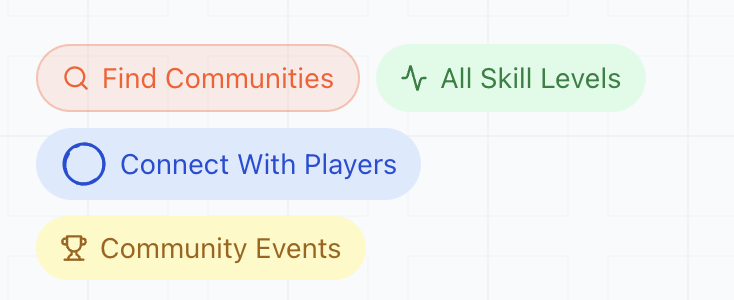 Find Communities
All Skill Levels
Connect With Players
Community Events